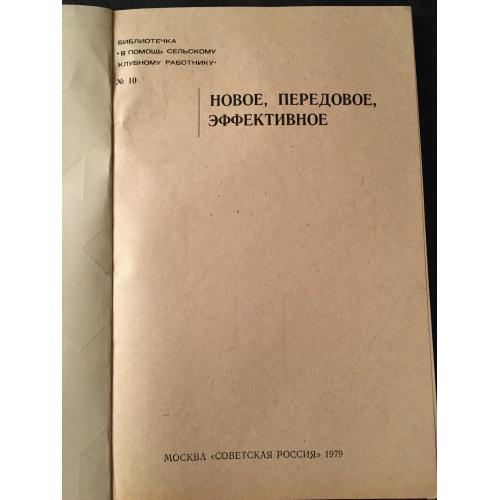 БИБЛИОТЕЧКА
«В ПОМОЩЬ СЕЛЬСКОМУ
КЛУБНОМУ РАБОТНИКУ»
№ 10
НОВОЕ, ПЕРЕДОВОЕ,
ЭФФЕКТИВНОЕ
МОСКВА «СОВЕТСКАЯ РОССИЯ» 1979